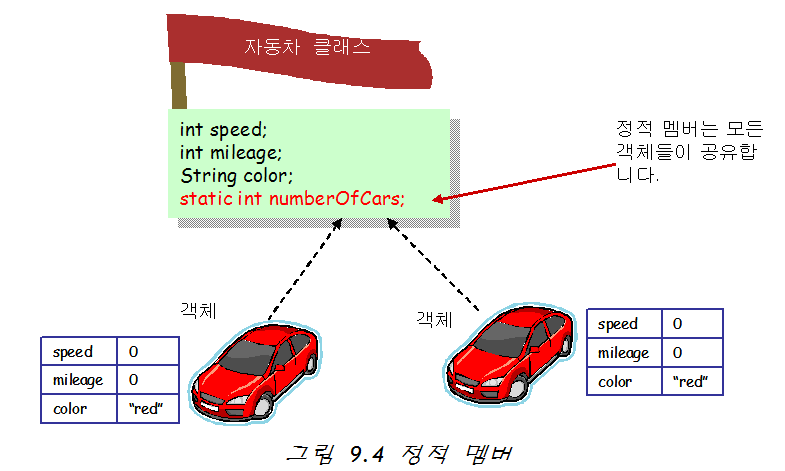 자동차 클래스
int speed;
int mileage;
String color;
static int numberOfCars;
정적 멤버는 모든
객체들이 공유합
니다.
객체
speed 0
mileage 0
color “red”
객체
speed 0
mileage 0
color “red”
그림 9.4 정적 멤버